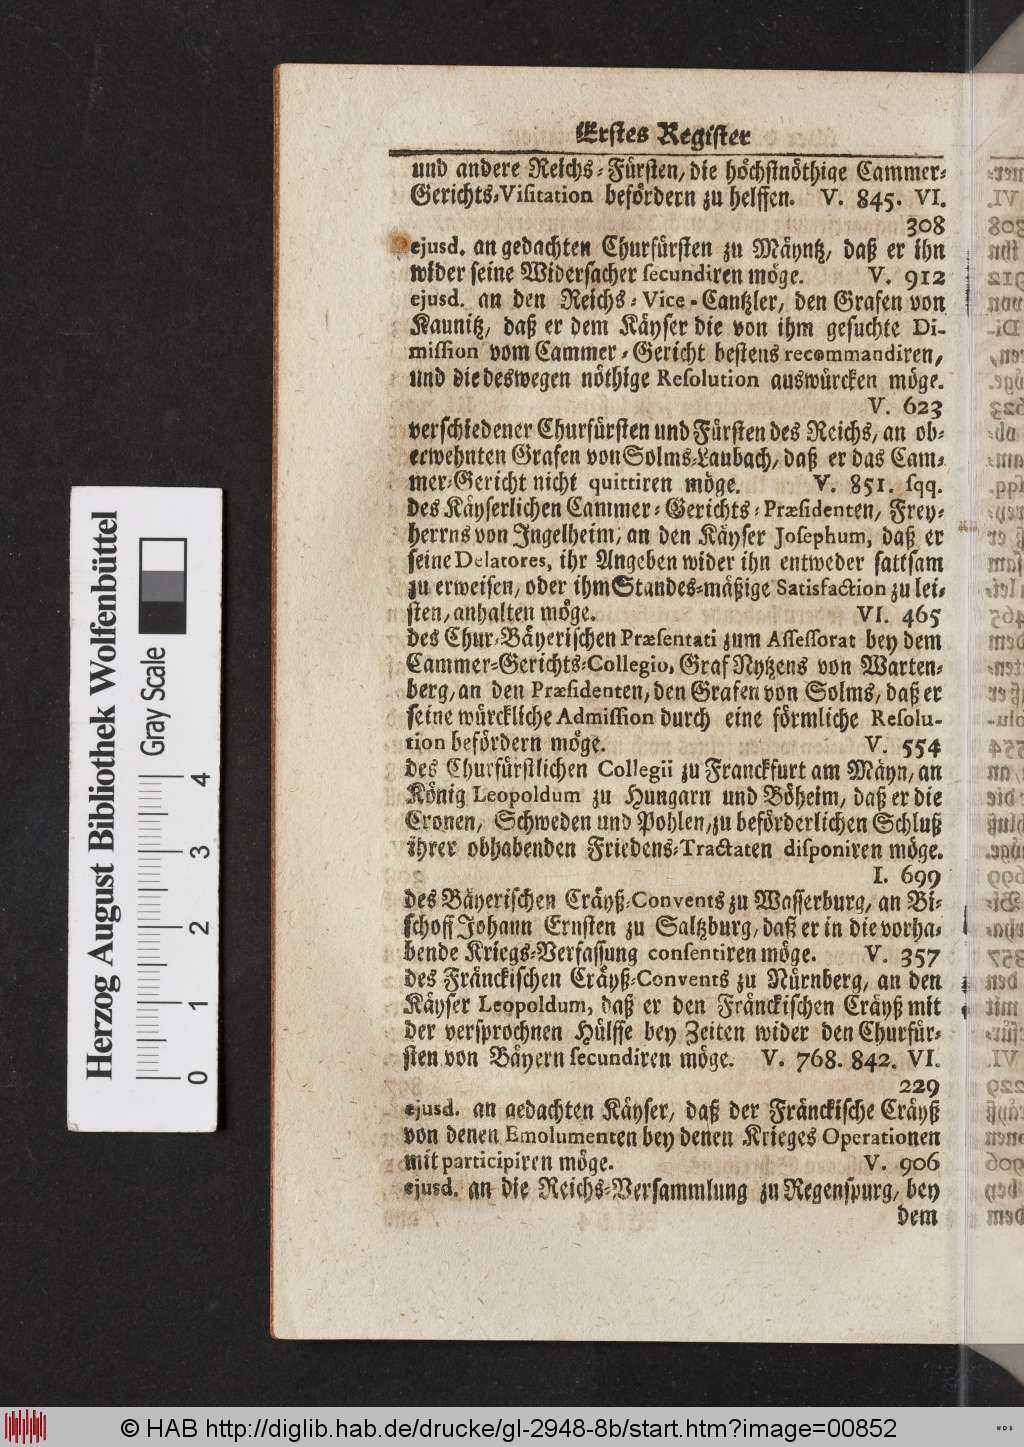 Erstes Register
und andere Reichs-Fürsten, die höchstnöthige Cammer-
Gerichts-Visitation befördern zu helffen. V. 845. VI.
308
ejusd. an gedachten Churfürsten zu Mäyntz, daß er ihn
wider seine Widersacher secundiren möge. V. 912
ejusd. an den Reichs-Vice-Cantzler, den Grafen von
Kaunitz, daß er dem Käyser die von ihm gesuchte Di-
mission vom Cammer-Gericht bestens recommandiren,
und die deswegen nöthige Resolution auswürcken möge.
V. 623
verschiedener Churfürsten und Fürsten des Reichs, an ob-
erwehnten Grafen von Solms-Laubach, daß er das Cam-
mer-Gericht nicht quittiren möge. V. 851. sqq.
des Käyserlichen Cammer-Gerichts-Præsidenten, Frey-
herrns von Ingelheim, an den Käyser Josephum, daß er
seine Delatores, ihr Angeben wider ihn entweder sattsam
zu erweisen, oder ihm Standes-mäßige Satisfaction zu lei-
sten, anhalten möge. VI. 465
des Chur-Bäyerischen Præsentati zum Assessorat bey dem
Cammer-Gerichts-Collegio, Graf Nytzens von Warten-
berg, an den Præsidenten, den Grafen von Solms, daß er
seine würckliche Admission durch eine förmliche Resolu-
tion befördern möge. V. 554
des Churfürstlichen Collegii zu Franckfurt am Mäyn, an
König Leopoldum zu Hungarn und Böheim, daß er die
Cronen, Schweden und Pohlen, zu beförderlichen Schluß
ihrer obhabenden Friedens-Tractaten disponiren möge.
I. 699
des Bäyerischen Cräyß-Convents zu Wasserburg, an Bi-
schoff Johann Ernsten zu Saltzburg, daß er in die vorha-
bende Kriegs-Verfassung consentiren möge. V. 357
des Fränckischen Cräyß-Convents zu Nürnberg, an den
Käyser Leopoldum, daß er den Fränckischen Cräyß mit
der versprochnen Hülffe bey Zeiten wider den Churfür-
sten von Bäyern secundiren möge. V. 768. 842. VI.
229
ejusd. an gedachten Käyser, daß der Fränckische Cräyß
von denen Emolumenten bey denen Krieges Operationen
mit participiren möge. V. 906
ejusd. an die Reichs-Versammlung zu Regenspurg, bey
dem
Herzog August Bibliothek Wolfenbüttel
Gray Scale
0 1 2 3 4
© HAB http://diglib.hab.de/drucke/gl-2948-8b/start.htm?image=00852